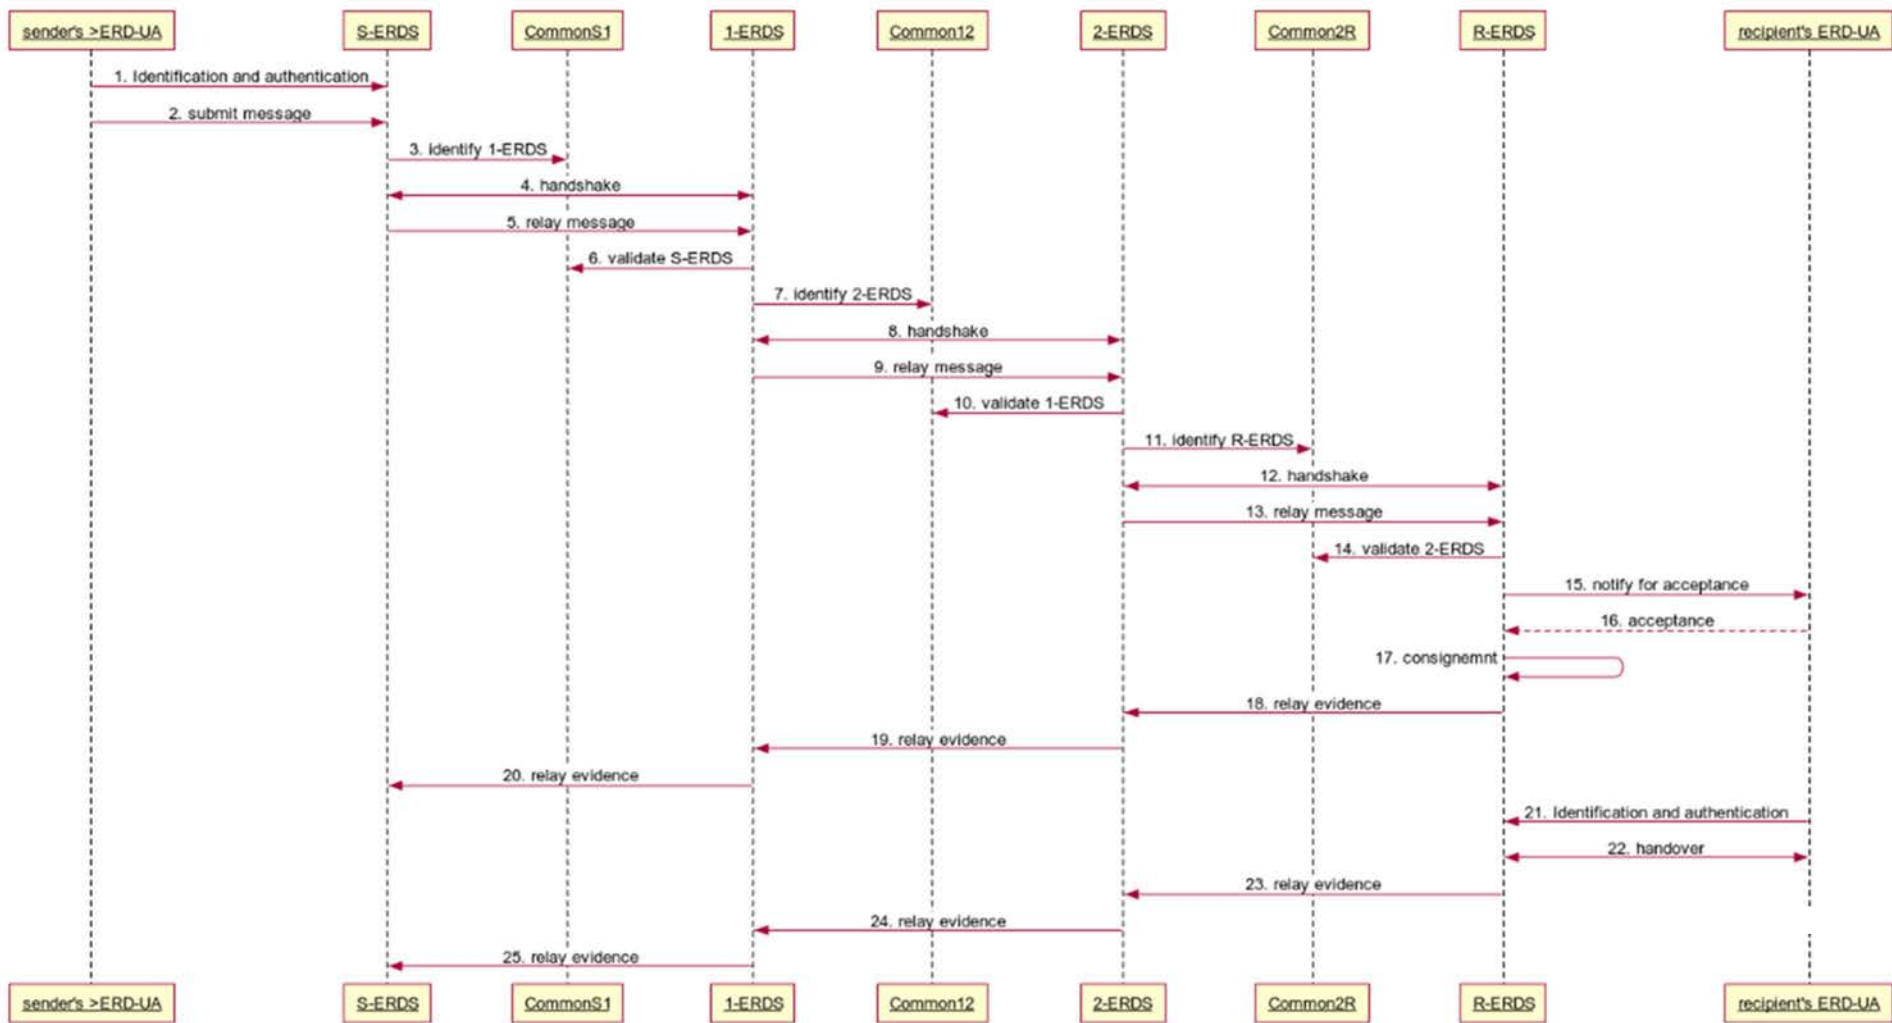 sender's >ERD-UA S-ERDS CommonS1 1-ERDS Common12 2-ERDS Common2R R-ERDS recipient's ERD-UA
1. Identification and authentication
2. submit message
3. identify 1-ERDS
4. handshake
5. relay message
6. validate S-ERDS
7. identify 2-ERDS
8. handshake
9. relay message
10. validate 1-ERDS
11. identify R-ERDS
12. handshake
13. relay message
14. validate 2-ERDS
15. notify for acceptance
16. acceptance
17. consignemnt
18. relay evidence
19. relay evidence
20. relay evidence
21. Identification and authentication
22. handover
23. relay evidence
24. relay evidence
25. relay evidence
sender's >ERD-UA S-ERDS CommonS1 1-ERDS Common12 2-ERDS Common2R R-ERDS recipient's ERD-UA